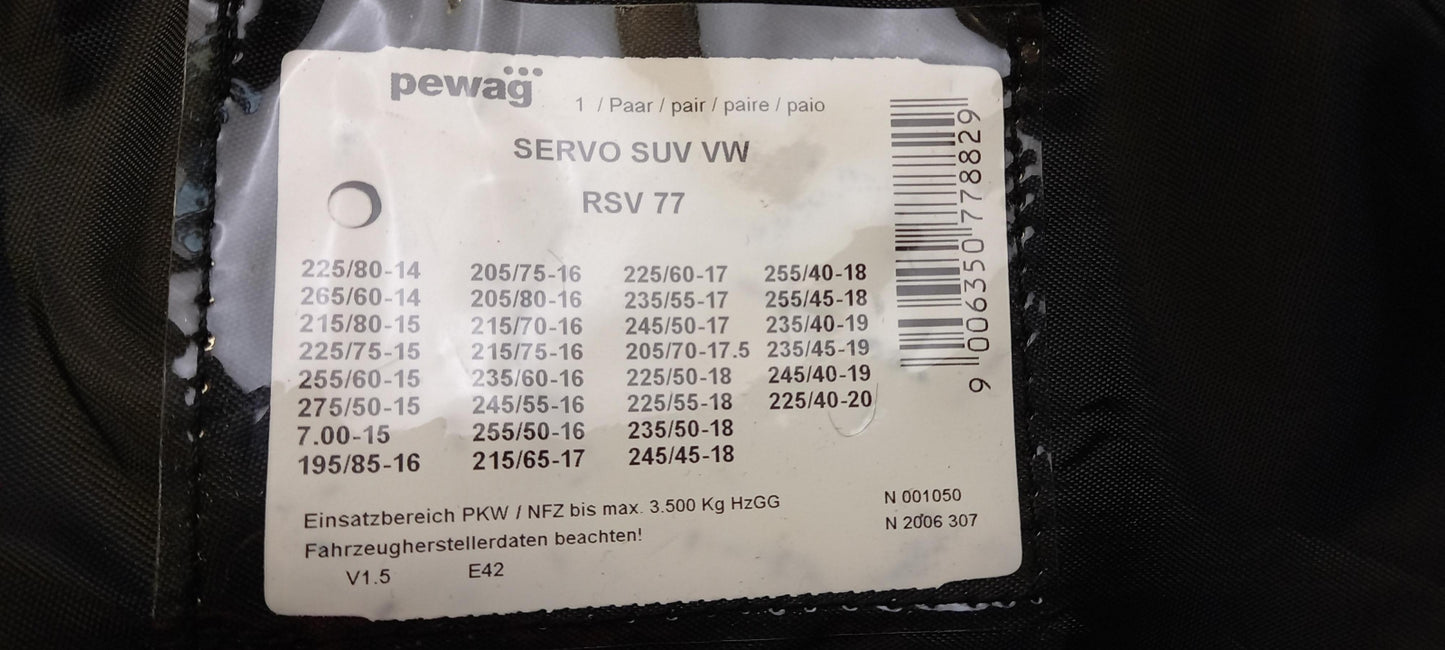 pewag
1 / Paar / pair / paire / paio
SERVO SUV VW
RSV 77
225/80-14 205/75-16 225/60-17 255/40-18
265/60-14 205/80-16 235/55-17 255/45-18
215/80-15 215/70-16 245/50-17 235/40-19
225/75-15 215/75-16 205/70-17.5 235/45-19
255/60-15 235/60-16 225/50-18 245/40-19
275/50-15 245/55-16 225/55-18 225/40-20
7.00-15 255/50-16 235/50-18
195/85-16 215/65-17 245/45-18
Einsatzbereich PKW / NFZ bis max. 3.500 Kg HzGG
Fahrzeugherstellerdaten beachten!
V1.5 E42
N 001050
N 2006 307
9 006350 778829